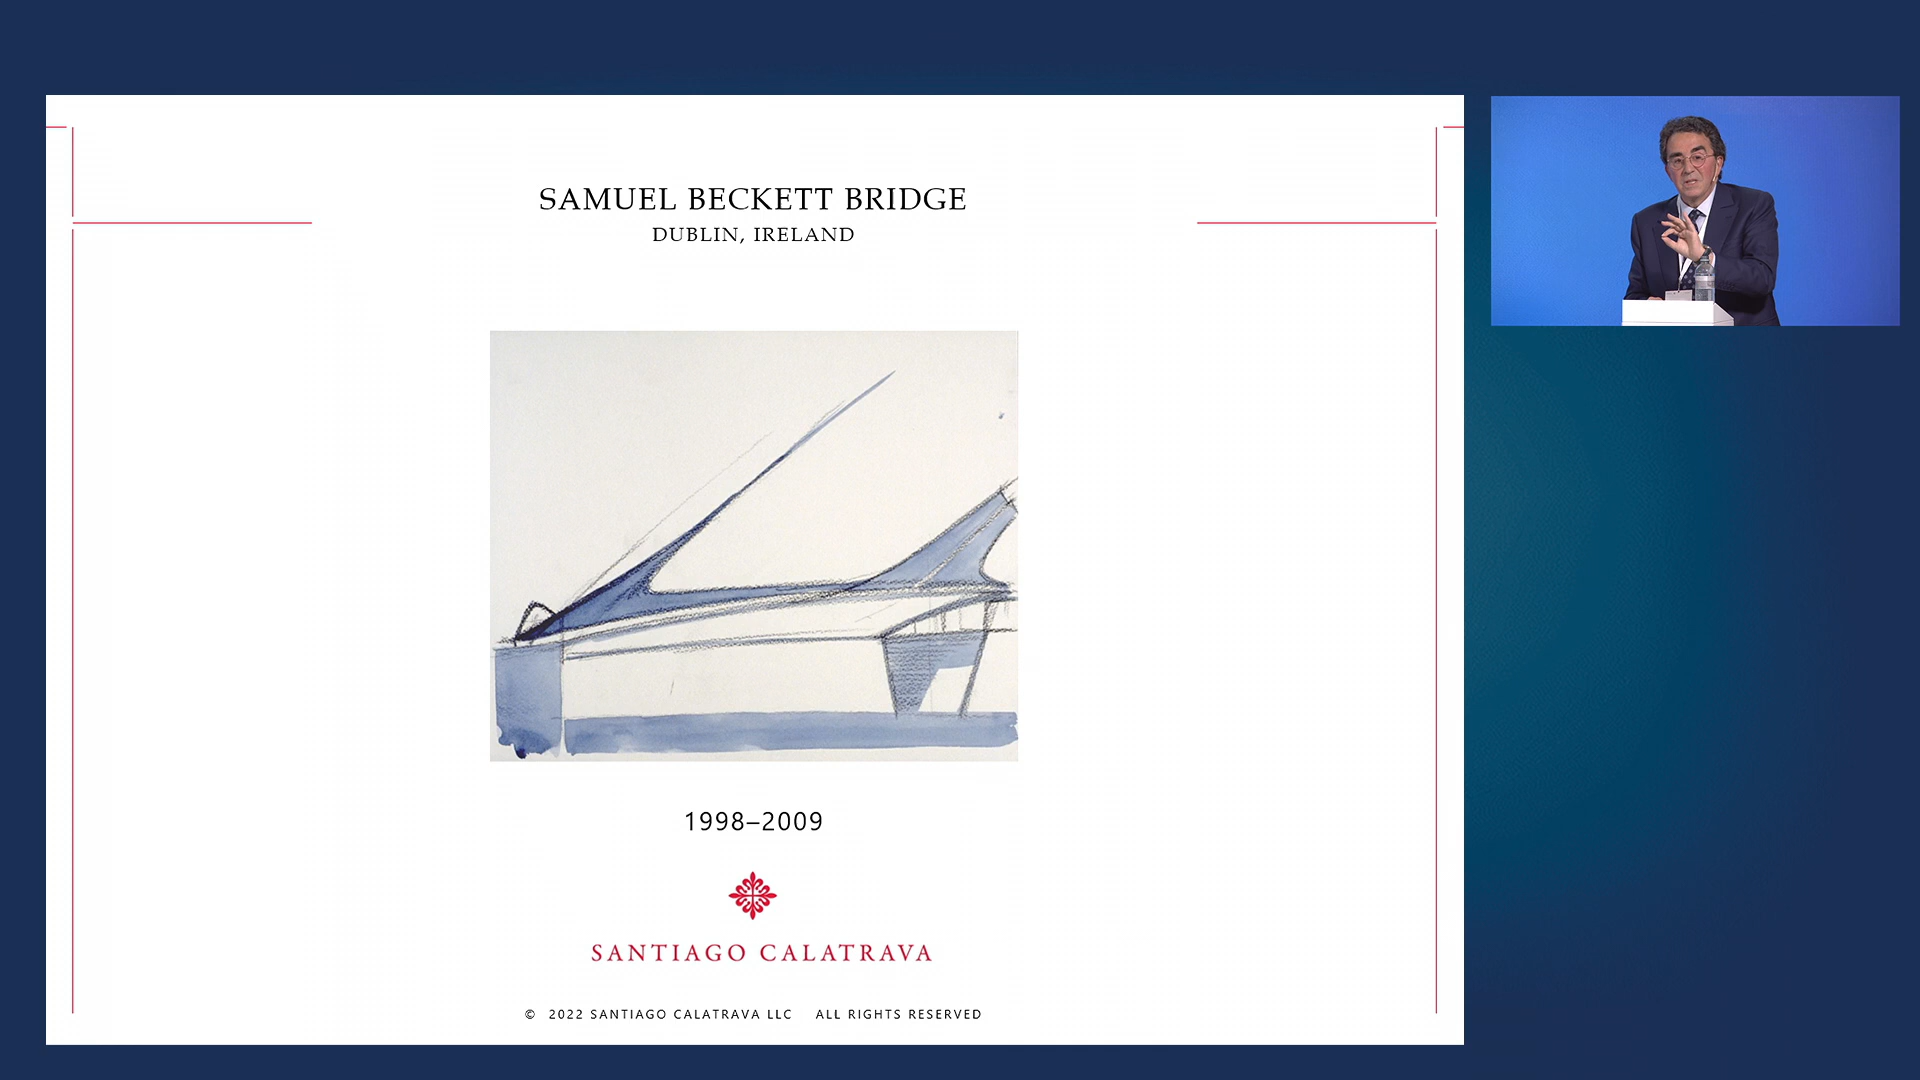 SAMUEL BECKETT BRIDGE
DUBLIN, IRELAND
1998–2009
SANTIAGO CALATRAVA
© 2022 SANTIAGO CALATRAVA LLC ALL RIGHTS RESERVED